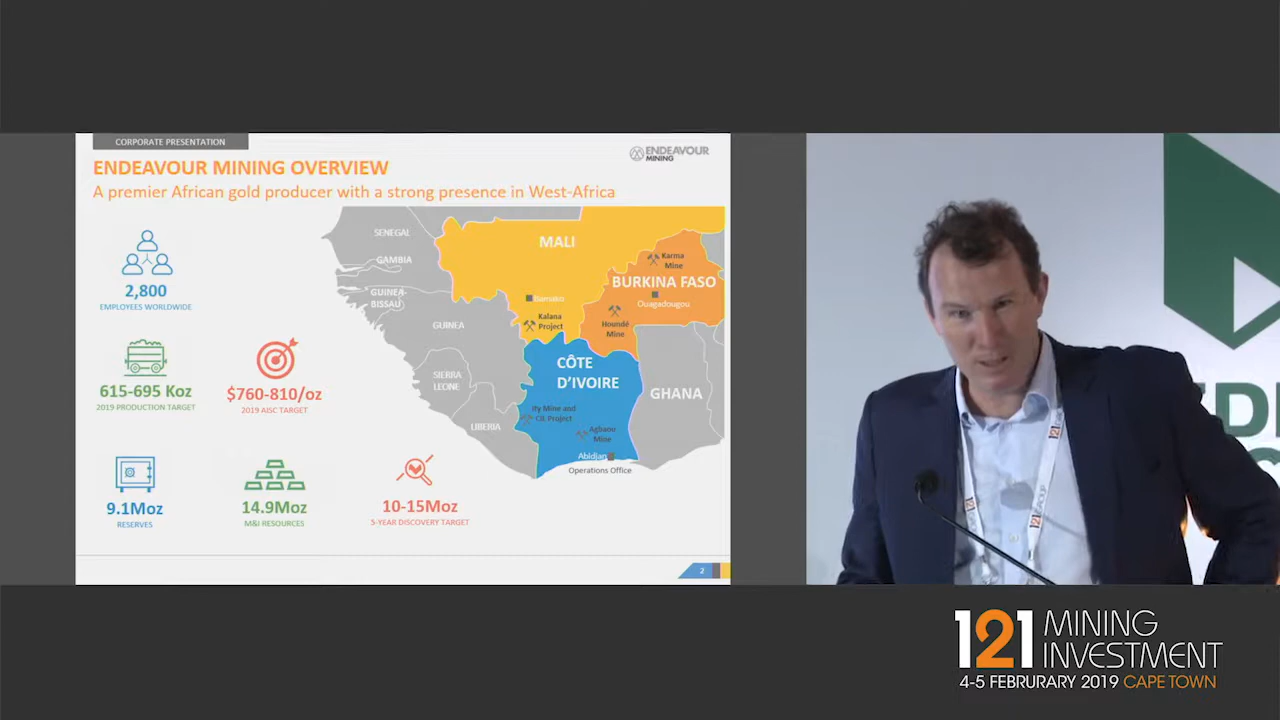 CORPORATE PRESENTATION
ENDEAVOUR MINING OVERVIEW
A premier African gold producer with a strong presence in West-Africa
ENDEAVOUR
MINING
2,800
EMPLOYEES WORLDWIDE
615-695 Koz
2019 PRODUCTION TARGET
$760-810/oz
2019 AISC TARGET
9.1Moz
RESERVES
14.9Moz
M&I RESOURCES
10-15Moz
5-YEAR DISCOVERY TARGET
SENEGAL
GAMBIA
GUINEA-
BISSAU
GUINEA
SIERRA
LEONE
LIBERIA
MALI
Bamako
Kalana
Project
Karma
Mine
BURKINA FASO
Ouagadougou
Houndé
Mine
CÔTE
D'IVOIRE
Ity Mine and
CIL Project
Agbaou
Mine
Abidjan
Operations Office
GHANA
2
121
121 GROUP
121 MINING
INVESTMENT
4-5 FEBRURARY 2019 CAPE TOWN